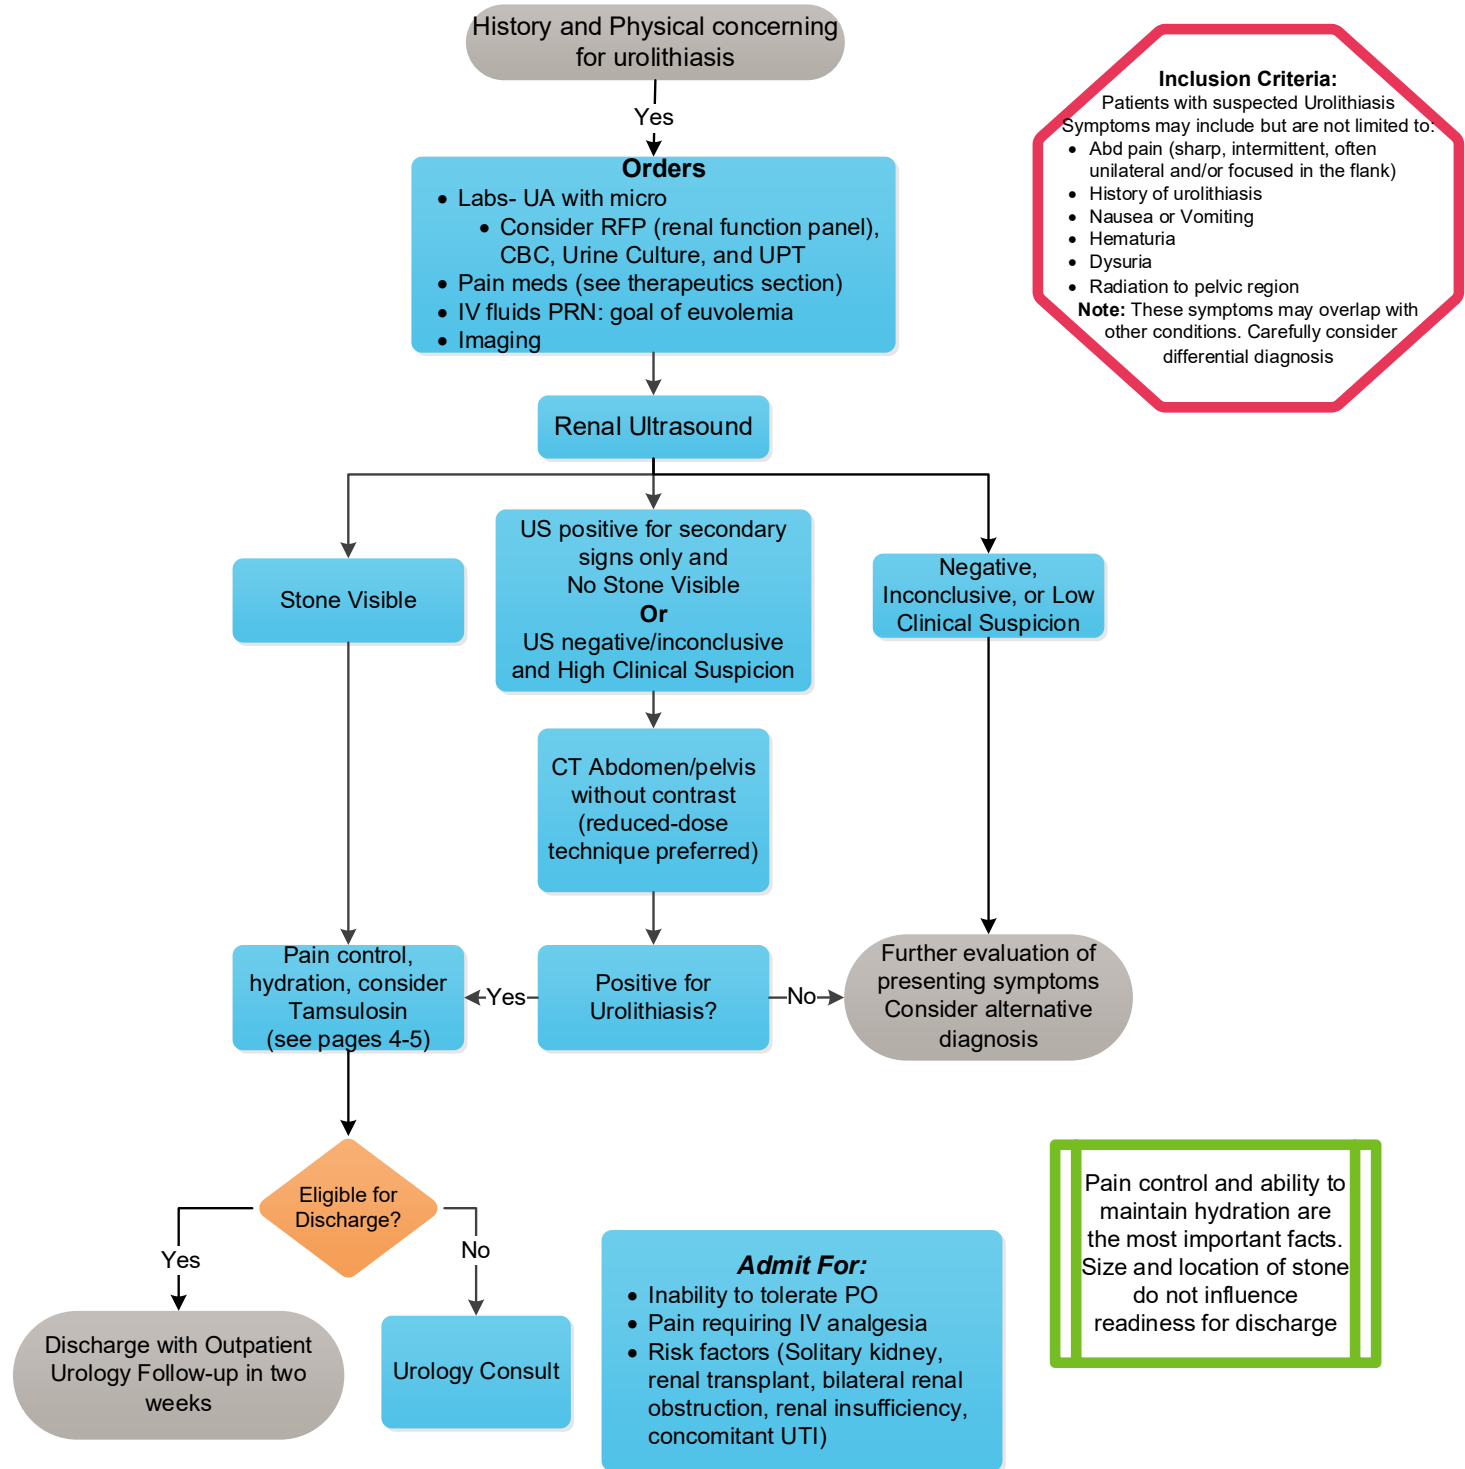 History and Physical concerning
for urolithiasis
Yes
Orders
• Labs- UA with micro
• Consider RFP (renal function panel),
CBC, Urine Culture, and UPT
• Pain meds (see therapeutics section)
• IV fluids PRN: goal of euvolemia
• Imaging
Inclusion Criteria:
Patients with suspected Urolithiasis
Symptoms may include but are not limited to:
• Abd pain (sharp, intermittent, often
unilateral and/or focused in the flank)
• History of urolithiasis
• Nausea or Vomiting
• Hematuria
• Dysuria
• Radiation to pelvic region
Note: These symptoms may overlap with
other conditions. Carefully consider
differential diagnosis
Renal Ultrasound
Stone Visible
US positive for secondary
signs only and
No Stone Visible
Or
US negative/inconclusive
and High Clinical Suspicion
Negative,
Inconclusive, or Low
Clinical Suspicion
CT Abdomen/pelvis
without contrast
(reduced-dose
technique preferred)
Pain control,
hydration, consider
Tamsulosin
(see pages 4-5)
Yes
Positive for
Urolithiasis?
No
Further evaluation of
presenting symptoms
Consider alternative
diagnosis
Eligible for
Discharge?
Yes
No
Discharge with Outpatient
Urology Follow-up in two
weeks
Urology Consult
Admit For:
• Inability to tolerate PO
• Pain requiring IV analgesia
• Risk factors (Solitary kidney,
renal transplant, bilateral renal
obstruction, renal insufficiency,
concomitant UTI)
Pain control and ability to
maintain hydration are
the most important facts.
Size and location of stone
do not influence
readiness for discharge